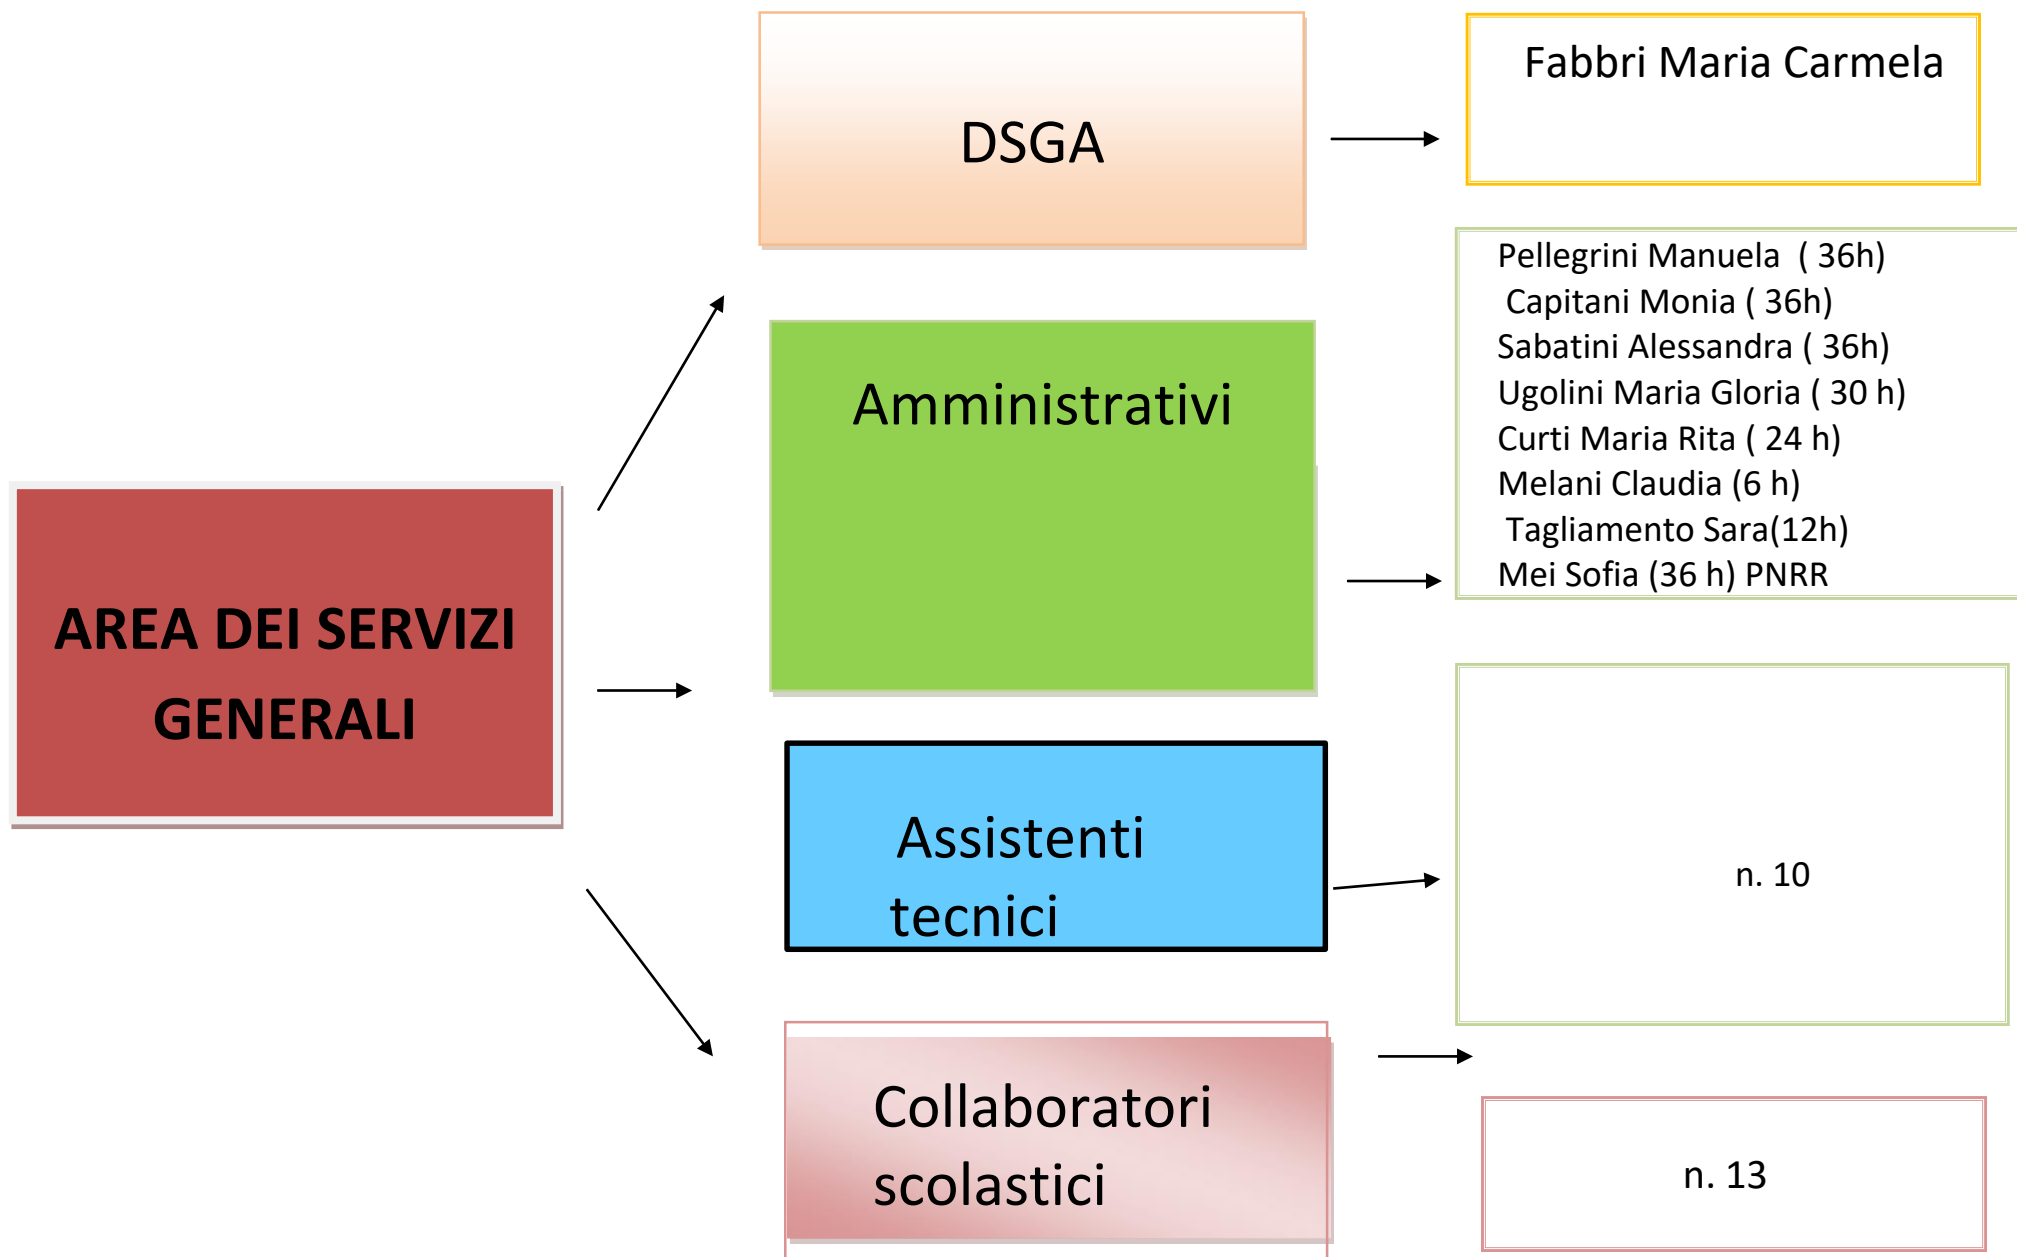 AREA DEI SERVIZI
GENERALI
DSGA
Fabbri Maria Carmela
Amministrativi
Pellegrini Manuela  ( 36h)
Capitani Monia ( 36h)
Sabatini Alessandra ( 36h)
Ugolini Maria Gloria ( 30 h)
Curti Maria Rita ( 24 h)
Melani Claudia (6 h)
Tagliamento Sara(12h)
Mei Sofia (36 h) PNRR
Assistenti
tecnici
n. 10
Collaboratori
scolastici
n. 13